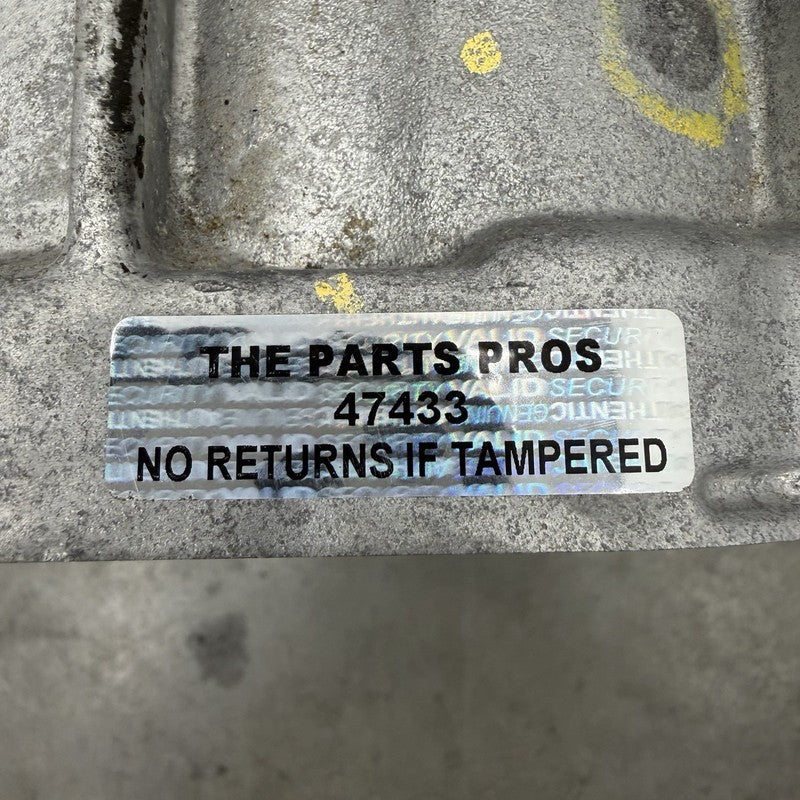 THE PARTS PROS
47433
NO RETURNS IF TAMPERED